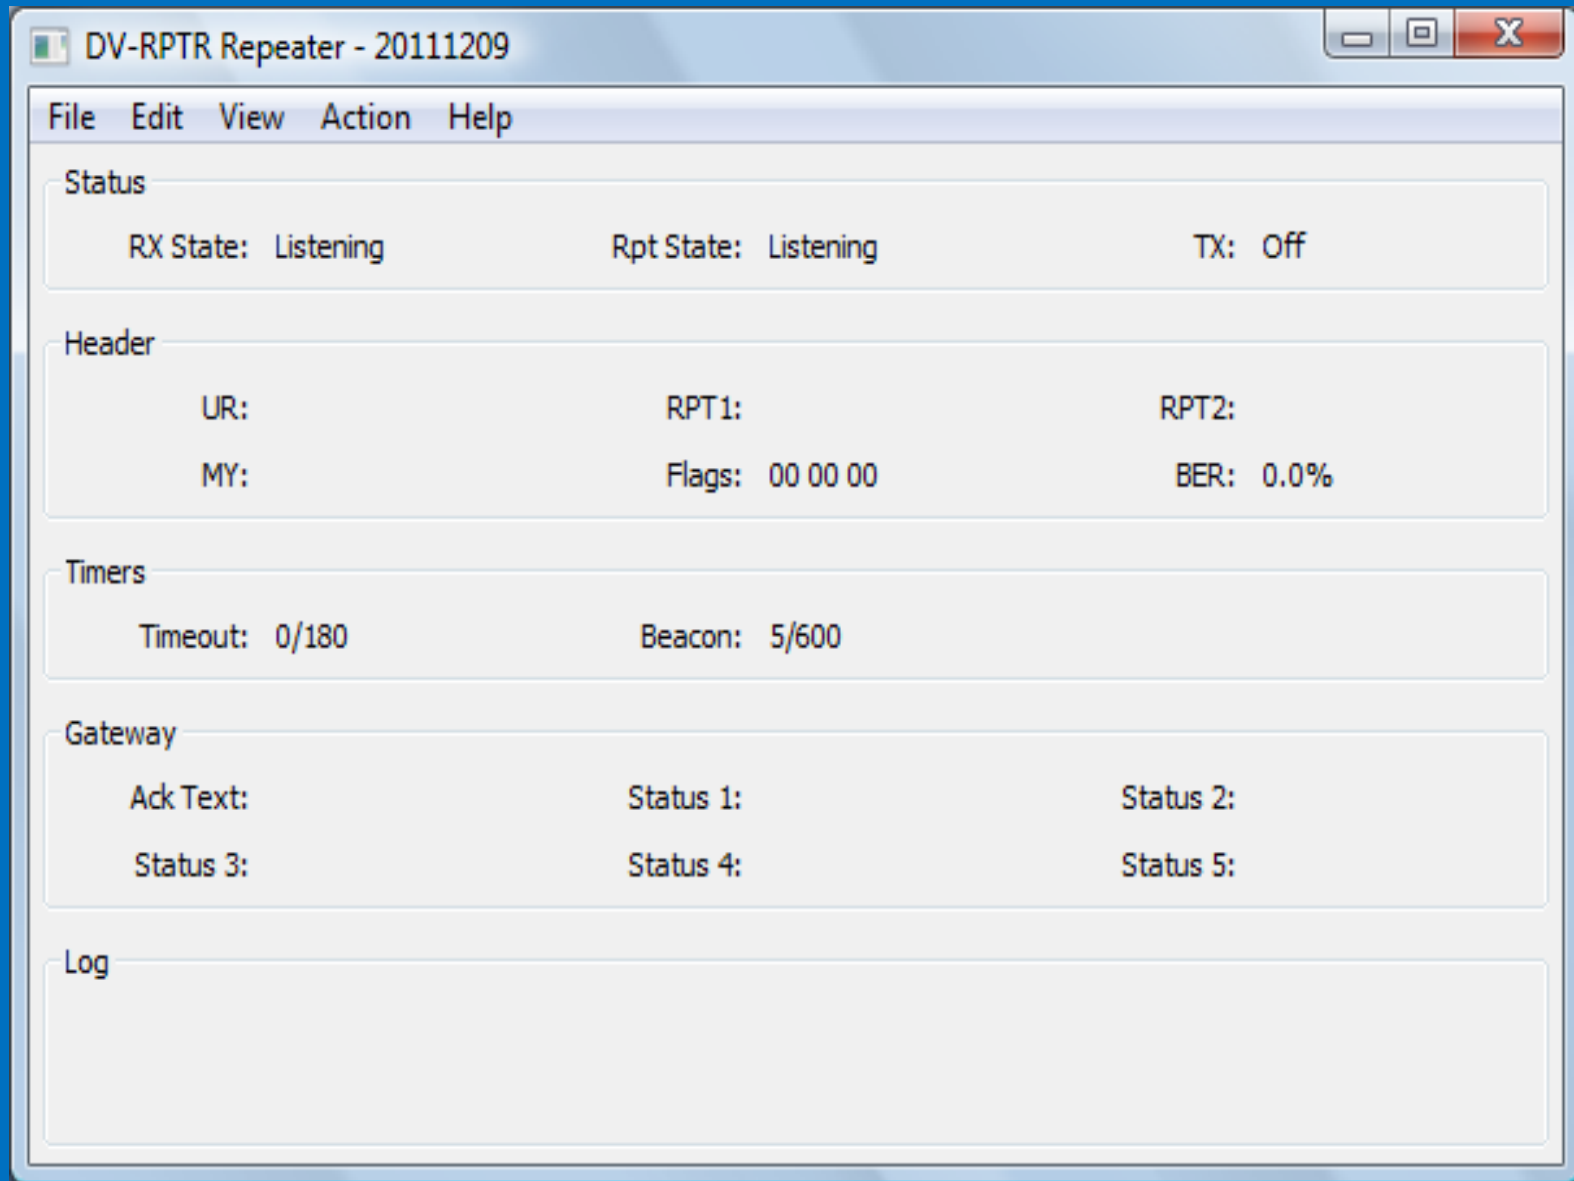 DV-RPTR Repeater - 20111209
File Edit View Action Help
Status
RX State: Listening Rpt State: Listening TX: Off
Header
UR: RPT1: RPT2:
MY: Flags: 00 00 00 BER: 0.0%
Timers
Timeout: 0/180 Beacon: 5/600
Gateway
Ack Text: Status 1: Status 2:
Status 3: Status 4: Status 5:
Log